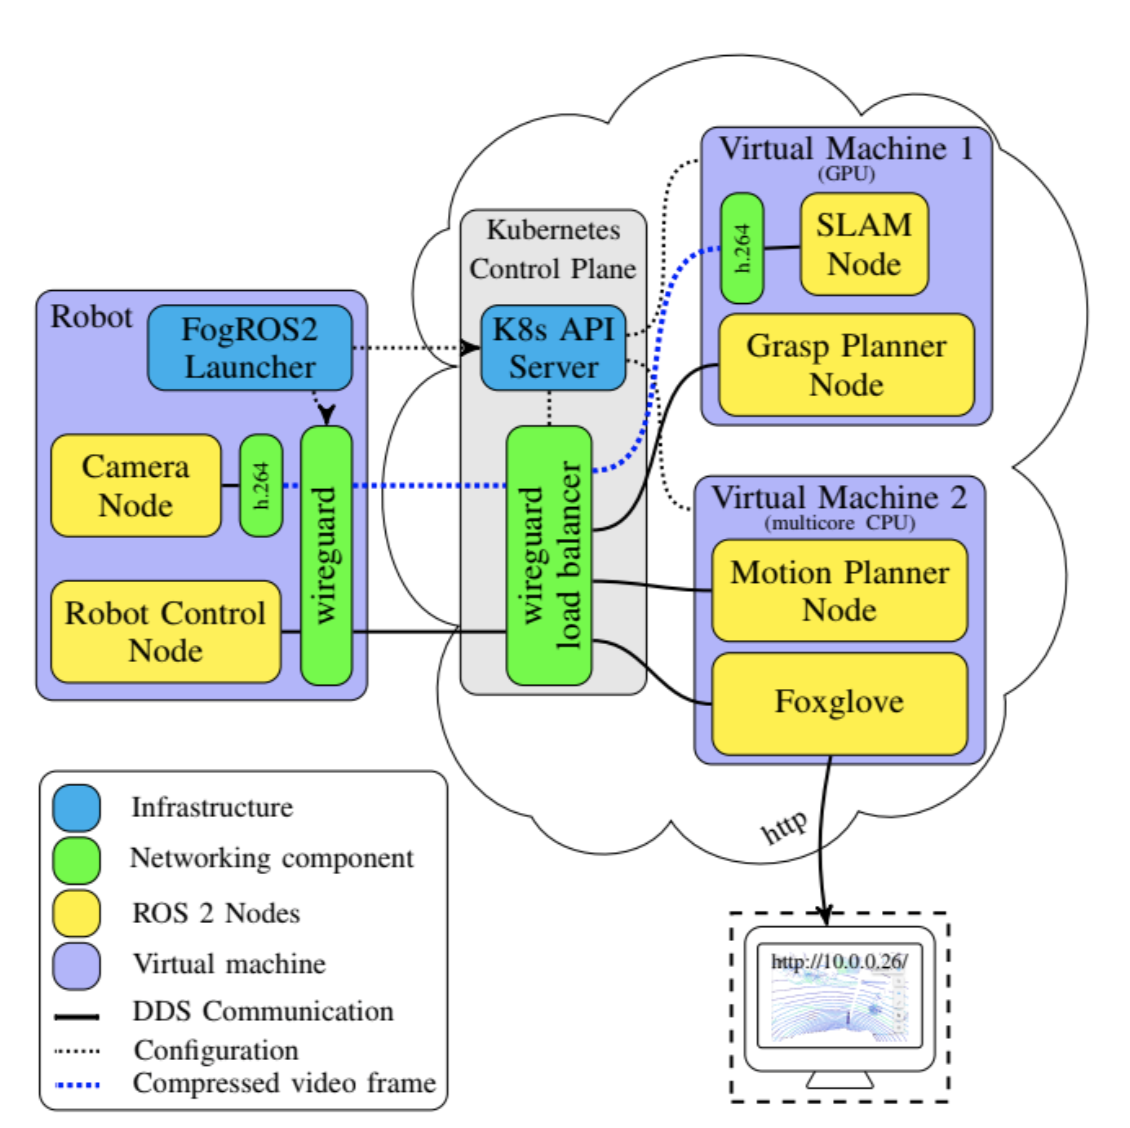 Robot
FogROS2
Launcher
Camera
Node
h.264
wireguard
Robot Control
Node
Kubernetes
Control Plane
K8s API
Server
wireguard
load balancer
Virtual Machine 1
(GPU)
h.264
SLAM
Node
Grasp Planner
Node
Virtual Machine 2
(multicore CPU)
Motion Planner
Node
Foxglove
http
http://10.0.0.26/
Infrastructure
Networking component
ROS 2 Nodes
Virtual machine
DDS Communication
Configuration
Compressed video frame